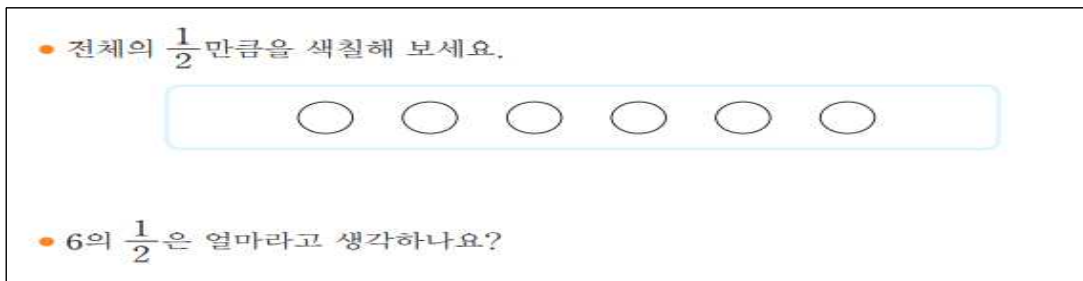 • 전체의 1/2만큼을 색칠해 보세요.
• 6의 1/2은 얼마라고 생각하나요?